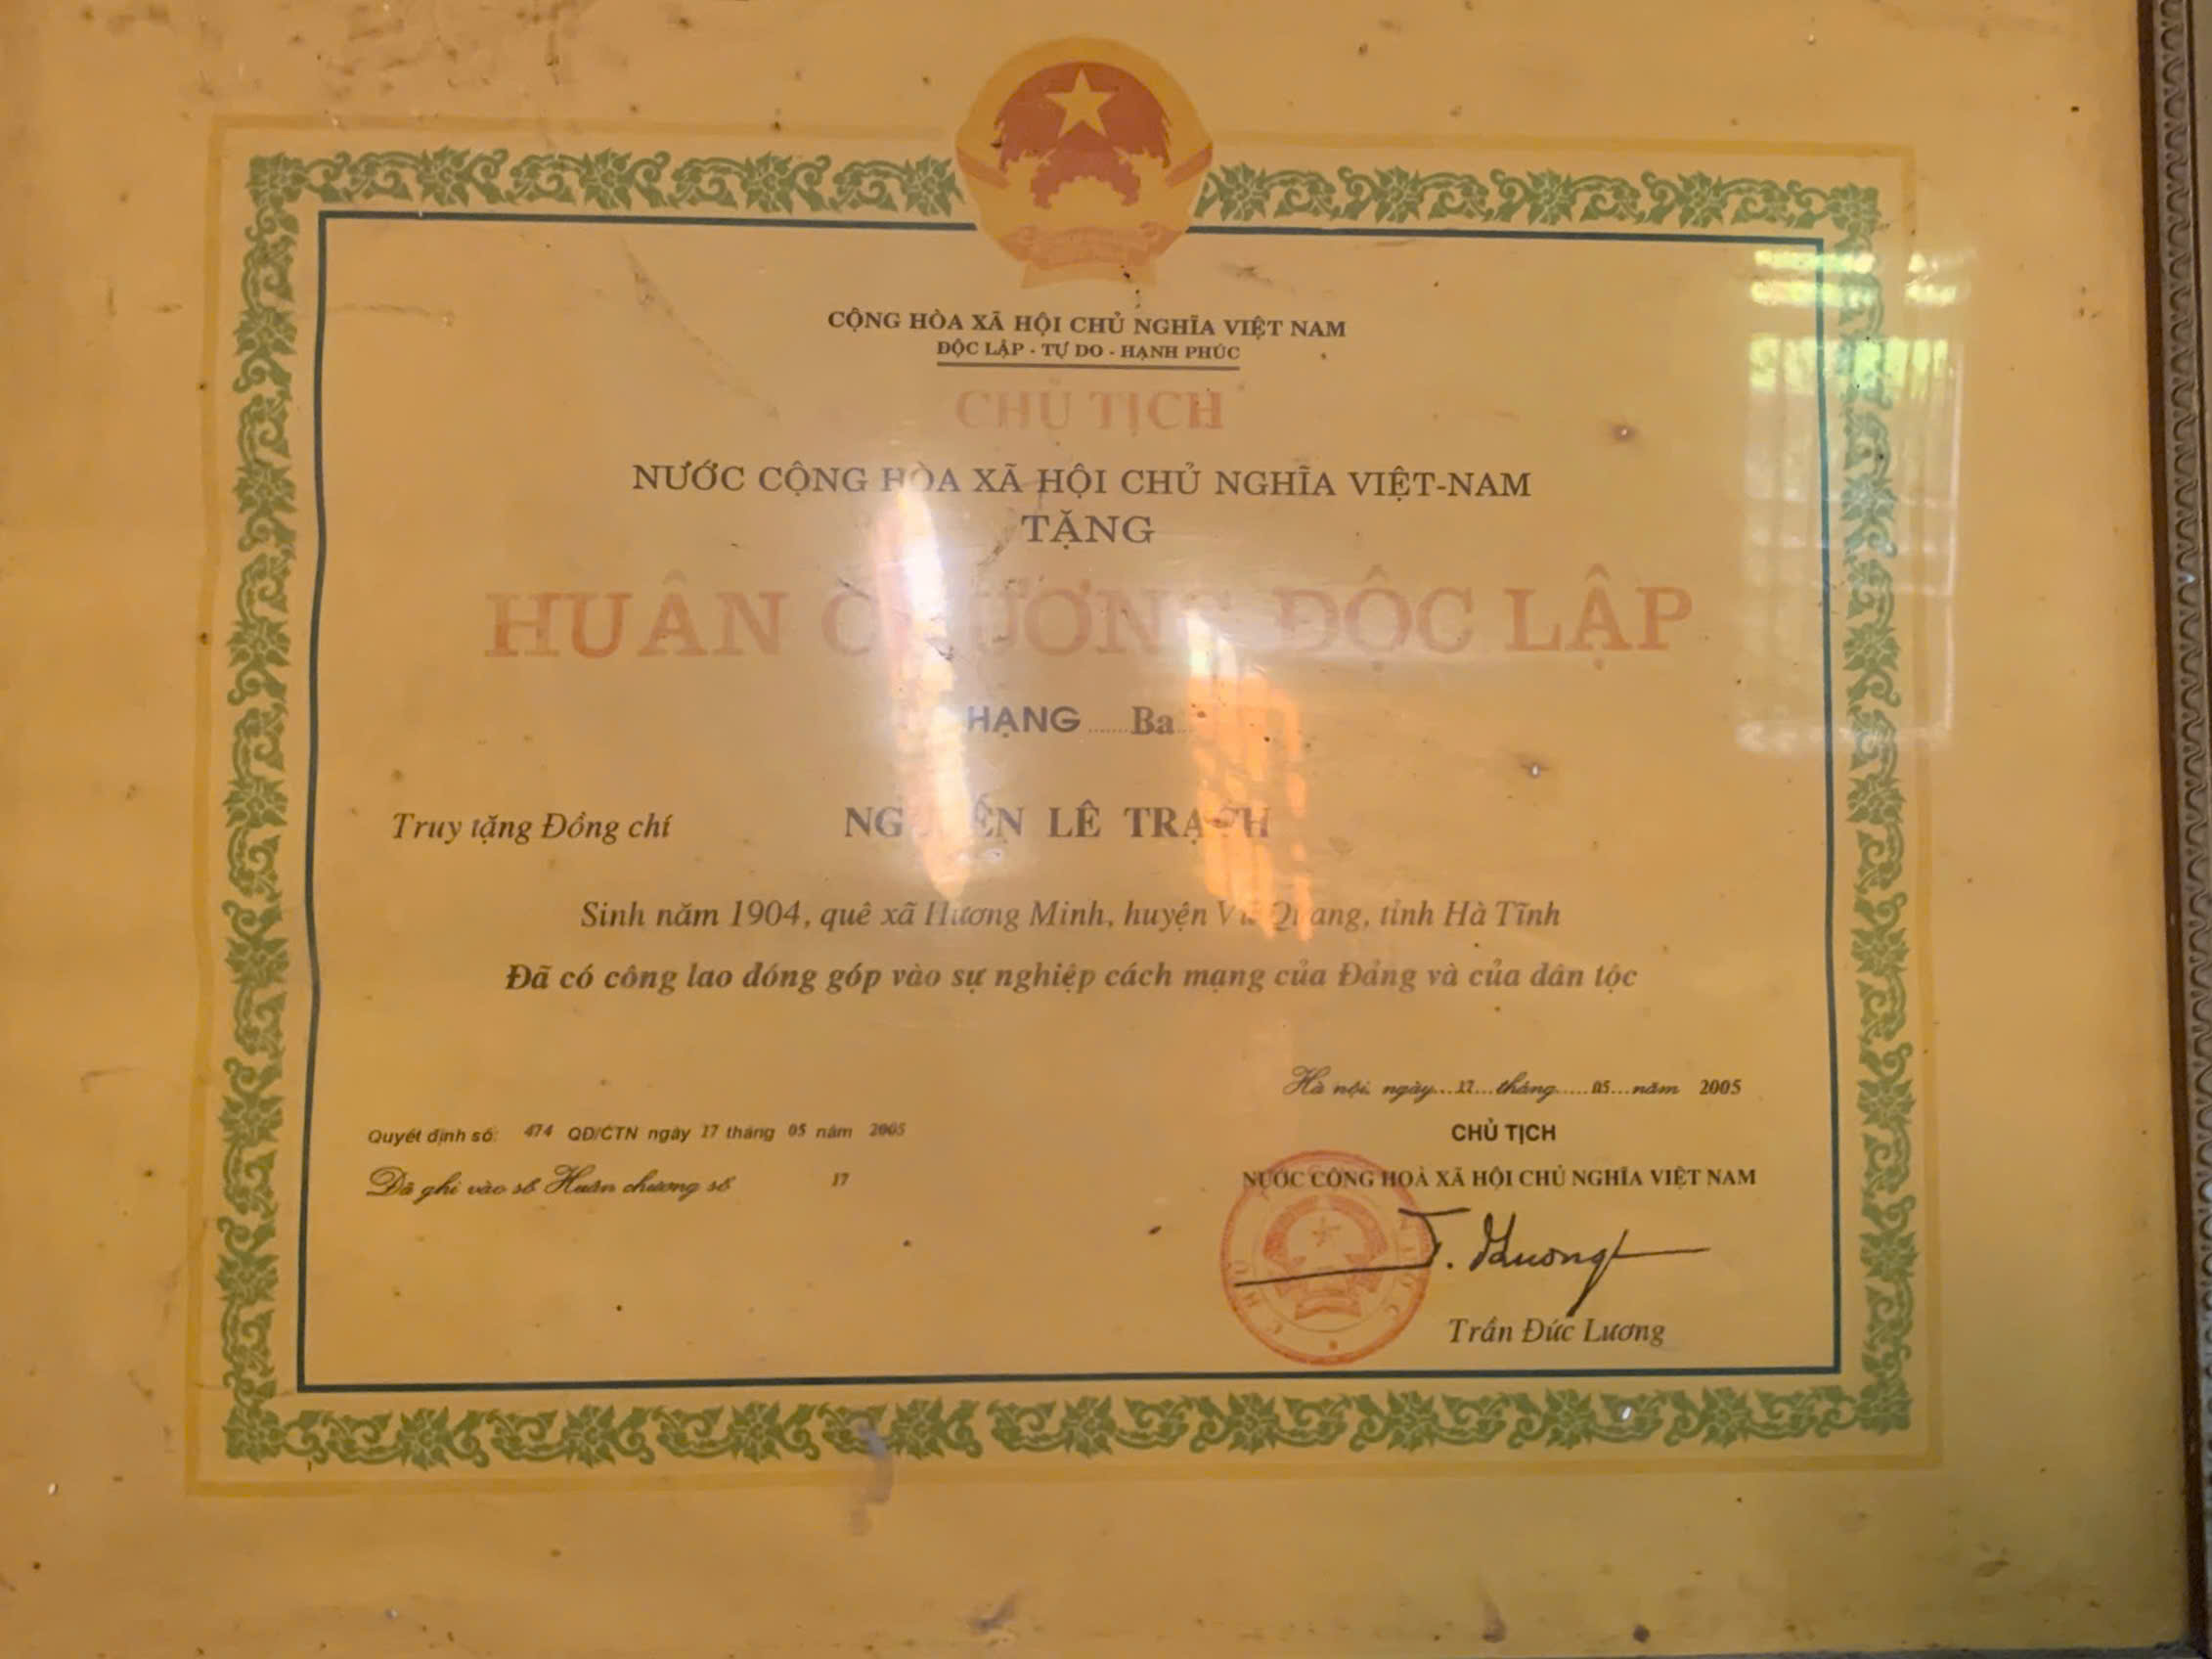 CỘNG HÒA XÃ HỘI CHỦ NGHĨA VIỆT NAM
ĐỘC LẬP - TỰ DO - HẠNH PHÚC
CHỦ TỊCH
NƯỚC CỘNG HÒA XÃ HỘI CHỦ NGHĨA VIỆT-NAM
TẶNG
HUÂN CHƯƠNG ĐỘC LẬP
HẠNG ...... Ba
Truy tặng Đồng chí NGUYỄN LÊ TRẠCH
Sinh năm 1904, quê xã Hương Minh, huyện Vũ Quang, tỉnh Hà Tĩnh
Đã có công lao đóng góp vào sự nghiệp cách mạng của Đảng và của dân tộc
Hà nội, ngày...17...tháng.....05...năm 2005
Quyết định số: 474 QĐ/CTN ngày 17 tháng 05 năm 2005
Đã ghi vào sổ Huân chương số 17
CHỦ TỊCH
NƯỚC CỘNG HOÀ XÃ HỘI CHỦ NGHĨA VIỆT NAM
Trần Đức Lương